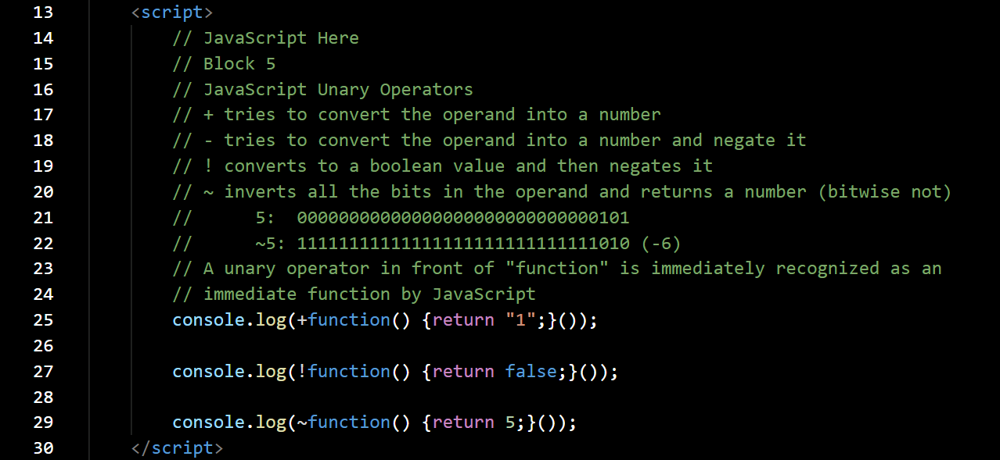 13 <script>
14 // JavaScript Here
15 // Block 5
16 // JavaScript Unary Operators
17 // + tries to convert the operand into a number
18 // - tries to convert the operand into a number and negate it
19 // ! converts to a boolean value and then negates it
20 // ~ inverts all the bits in the operand and returns a number (bitwise not)
21 // 5: 00000000000000000000000000000101
22 // ~5: 11111111111111111111111111111010 (-6)
23 // A unary operator in front of "function" is immediately recognized as an
24 // immediate function by JavaScript
25 console.log(+function() {return "1";}());
26
27 console.log(!function() {return false;}());
28
29 console.log(~function() {return 5;}());
30 </script>